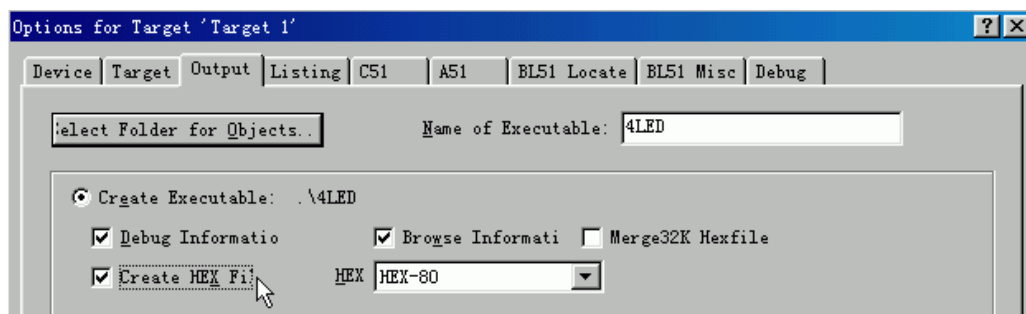 Options for Target 'Target 1'
Device Target Output Listing C51 A51 BL51 Locate BL51 Misc Debug
elect Folder for Objects.. Name of Executable: 4LED
Create Executable: .\4LED
Debug Informatio Browse Informati Merge32K Hexfile
Create HEX Fi HEX HEX-80